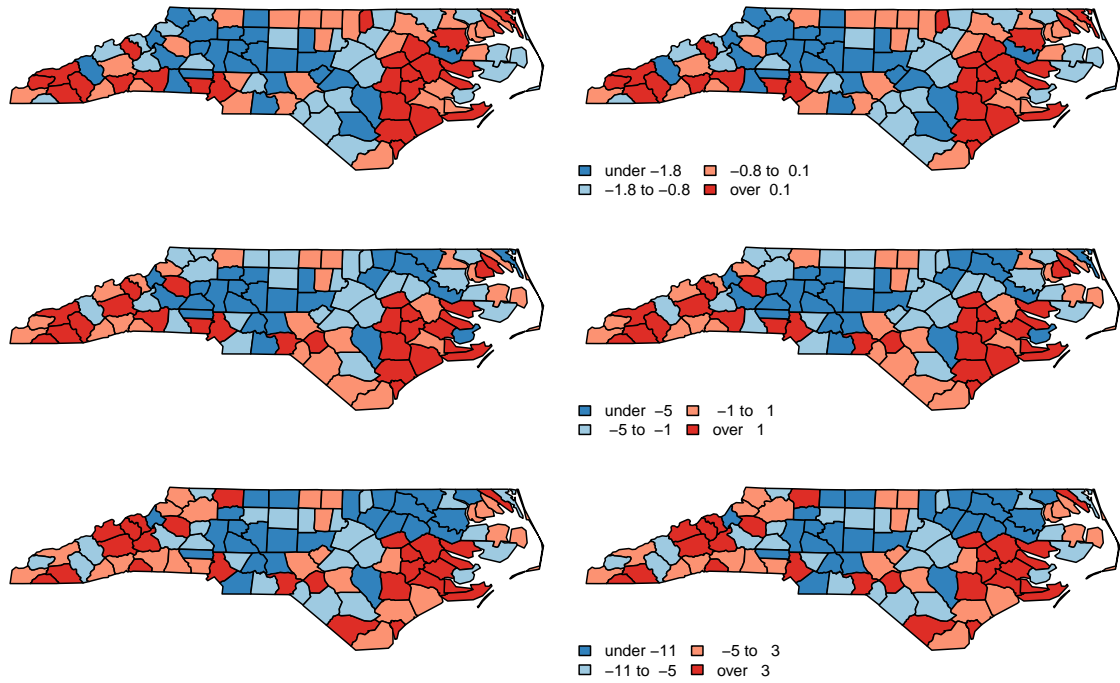 under −1.8 −0.8 to 0.1
−1.8 to −0.8 over 0.1
under −5 −1 to 1
−5 to −1 over 1
under −11 −5 to 3
−11 to −5 over 3